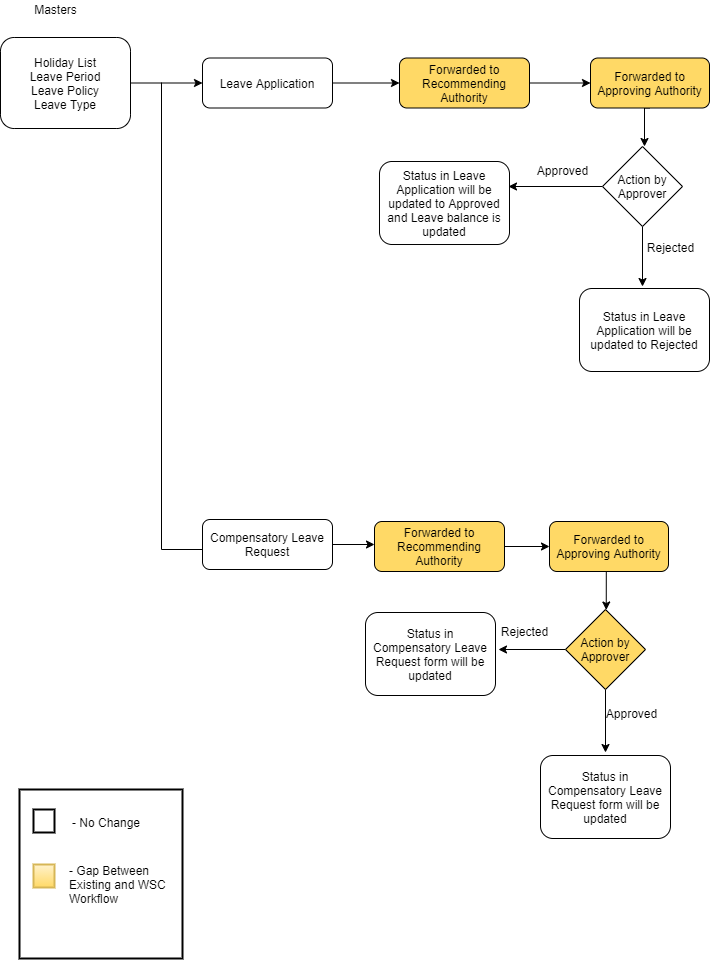 Masters
Holiday List
Leave Period
Leave Policy
Leave Type
Leave Application
Forwarded to
Recommending
Authority
Forwarded to
Approving Authority
Action by
Approver
Approved
Status in Leave
Application will be
updated to Approved
and Leave balance is
updated
Rejected
Status in Leave
Application will be
updated to Rejected
Compensatory Leave
Request
Forwarded to
Recommending
Authority
Forwarded to
Approving Authority
Action by
Approver
Rejected
Status in
Compensatory Leave
Request form will be
updated
Approved
Status in
Compensatory Leave
Request form will be
updated
- No Change
- Gap Between
Existing and WSC
Workflow